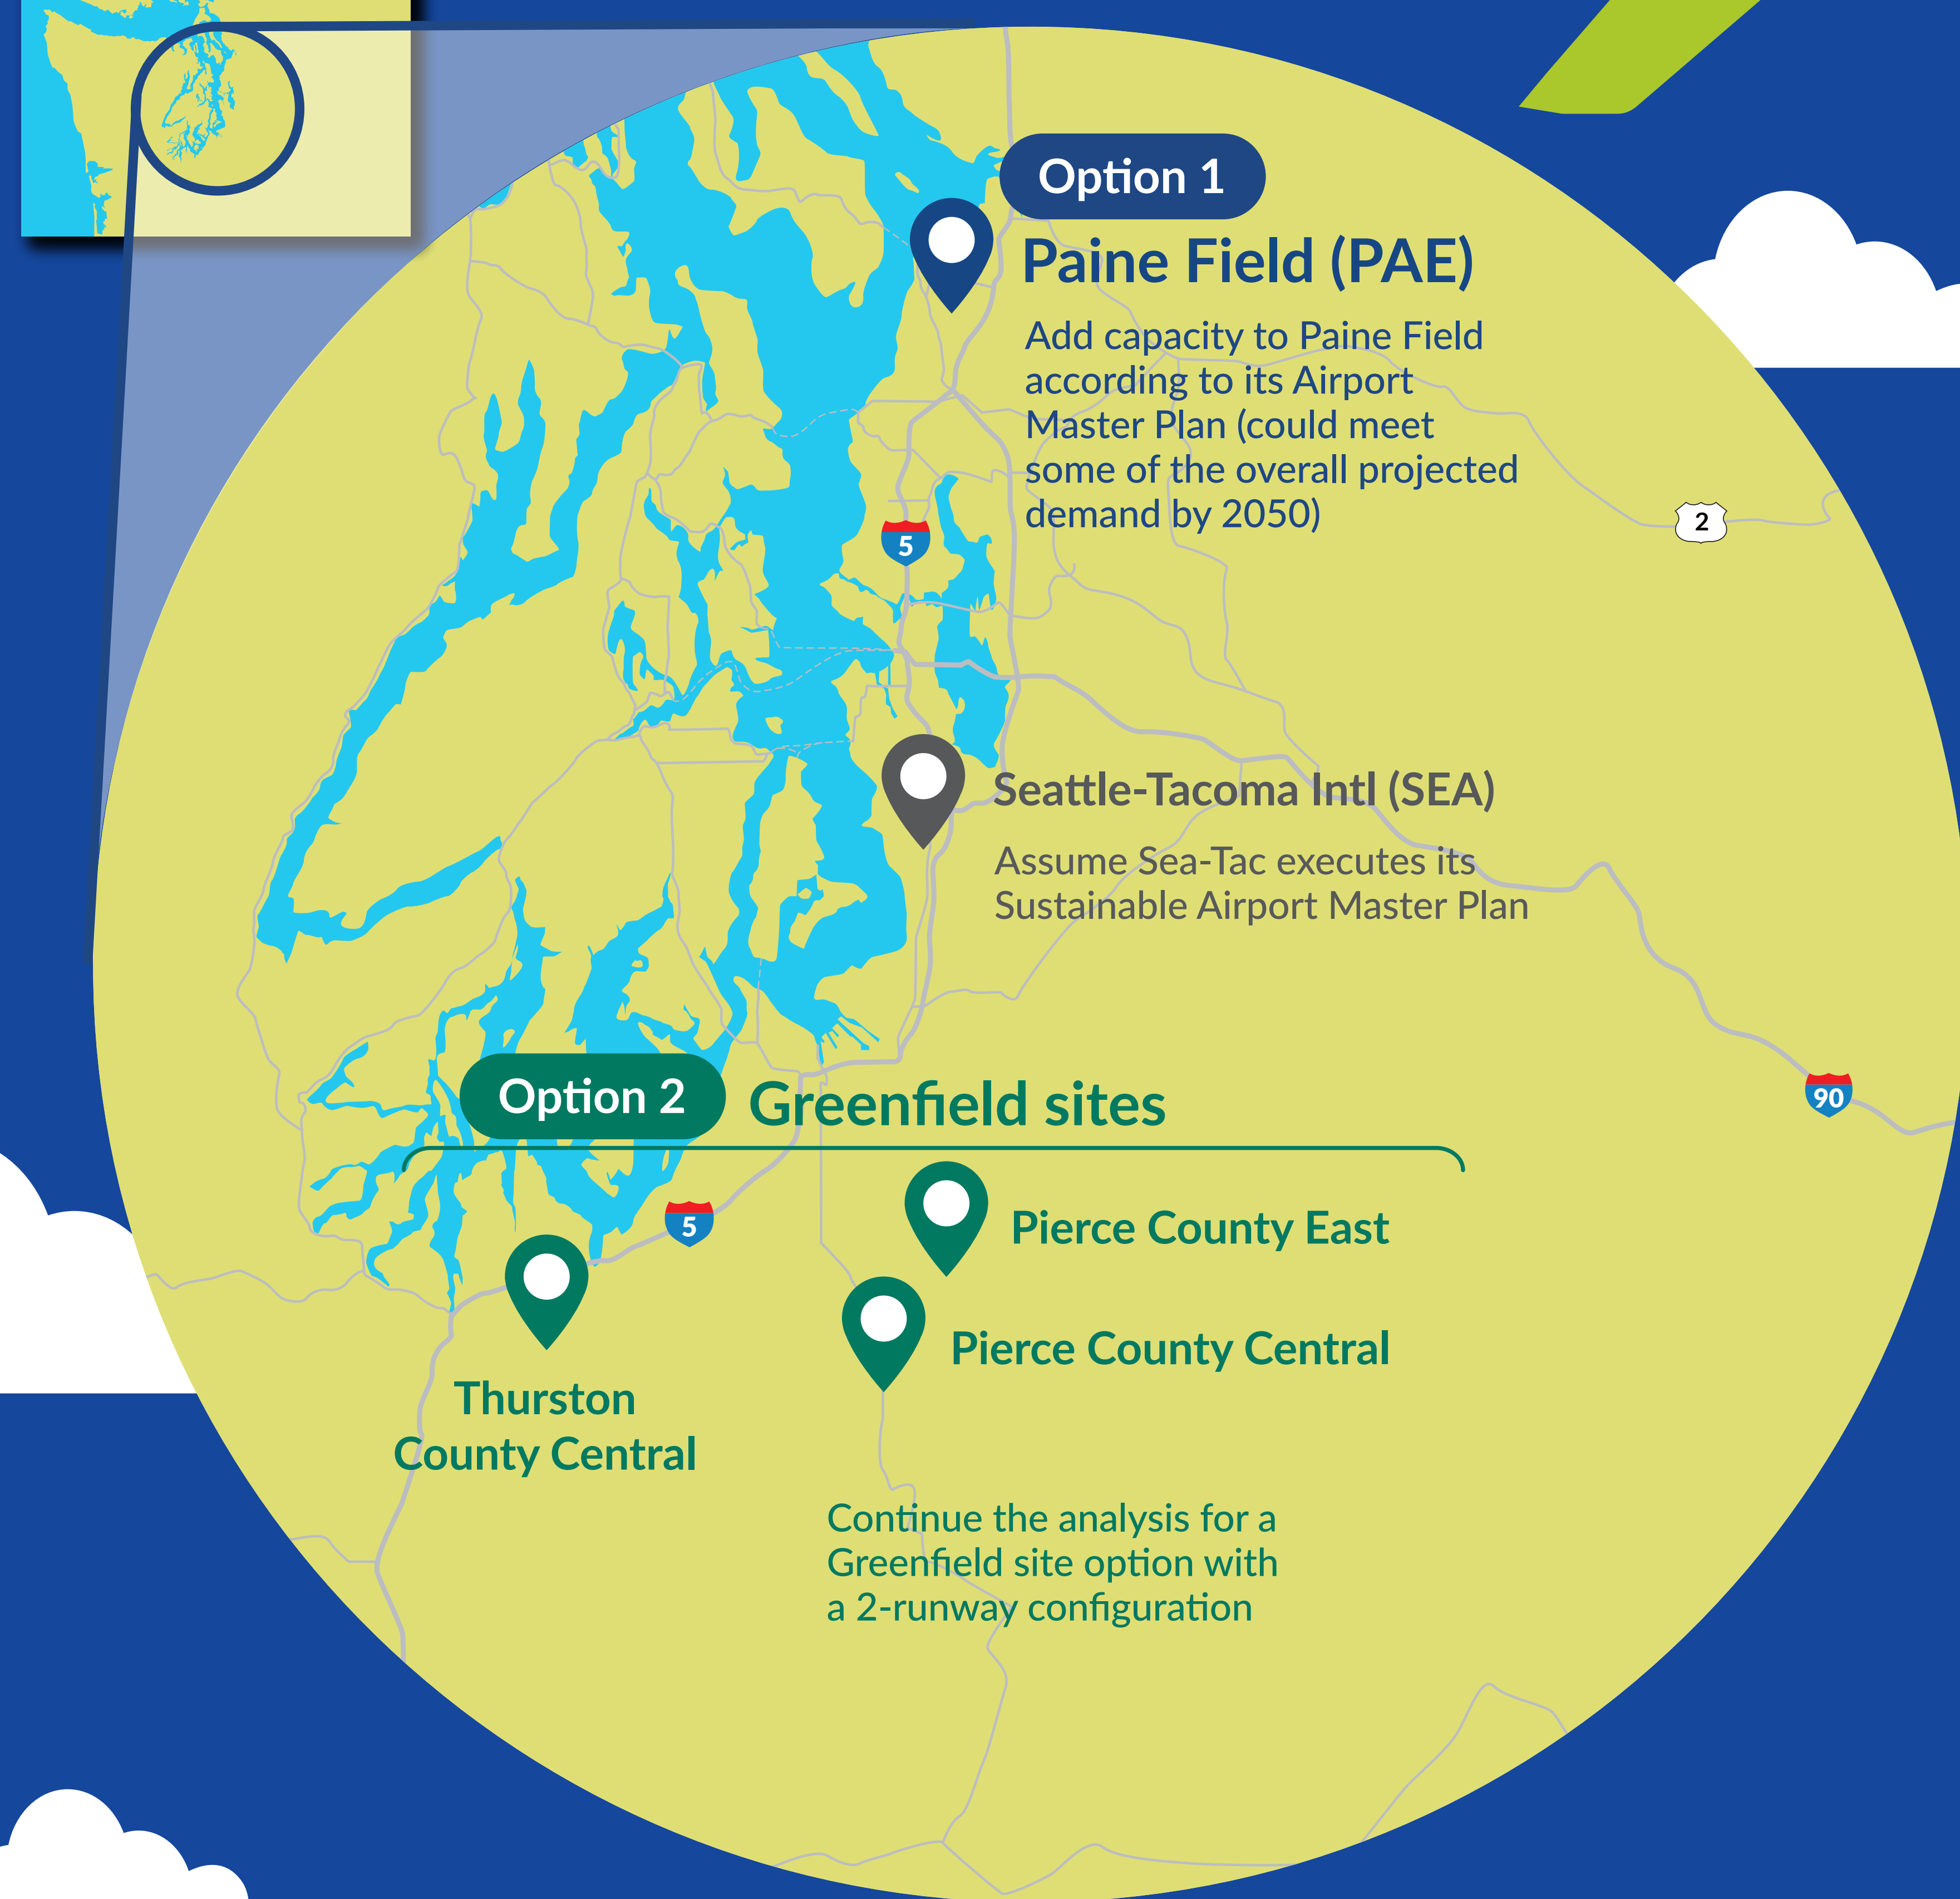 Option 1
Paine Field (PAE)
Add capacity to Paine Field
according to its Airport
Master Plan (could meet
some of the overall projected
demand by 2050)
2
5
Seattle-Tacoma Intl (SEA)
Assume Sea-Tac executes its
Sustainable Airport Master Plan
90
Option 2
Greenfield sites
5
Pierce County East
Pierce County Central
Thurston
County Central
Continue the analysis for a
Greenfield site option with
a 2-runway configuration